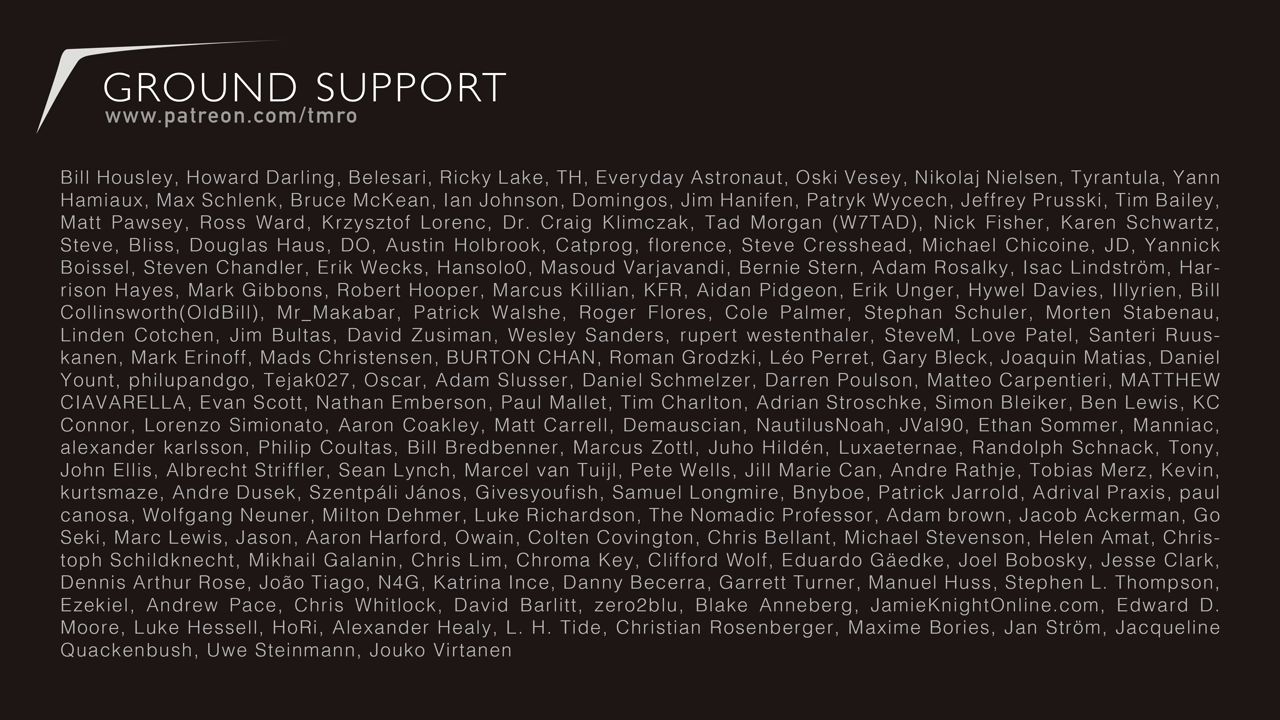 GROUND SUPPORT
www.patreon.com/tmro
Bill Housley, Howard Darling, Belesari, Ricky Lake, TH, Everyday Astronaut, Oski Vesey, Nikolaj Nielsen, Tyrantula, Yann
Hamiaux, Max Schlenk, Bruce McKean, Ian Johnson, Domingos, Jim Hanifen, Patryk Wycech, Jeffrey Prusski, Tim Bailey,
Matt Pawsey, Ross Ward, Krzysztof Lorenc, Dr. Craig Klimczak, Tad Morgan (W7TAD), Nick Fisher, Karen Schwartz,
Steve, Bliss, Douglas Haus, DO, Austin Holbrook, Catprog, florence, Steve Cresshead, Michael Chicoine, JD, Yannick
Boissel, Steven Chandler, Erik Wecks, Hansolo0, Masoud Varjavandi, Bernie Stern, Adam Rosalky, Isac Lindström, Har-
rison Hayes, Mark Gibbons, Robert Hooper, Marcus Killian, KFR, Aidan Pidgeon, Erik Unger, Hywel Davies, Illyrien, Bill
Collinsworth(OldBill), Mr_Makabar, Patrick Walshe, Roger Flores, Cole Palmer, Stephan Schuler, Morten Stabenau,
Linden Cotchen, Jim Bultas, David Zusiman, Wesley Sanders, rupert westenthaler, SteveM, Love Patel, Santeri Ruus-
kanen, Mark Erinoff, Mads Christensen, BURTON CHAN, Roman Grodzki, Léo Perret, Gary Bleck, Joaquin Matias, Daniel
Yount, philupandgo, Tejak027, Oscar, Adam Slusser, Daniel Schmelzer, Darren Poulson, Matteo Carpentieri, MATTHEW
CIAVARELLA, Evan Scott, Nathan Emberson, Paul Mallet, Tim Charlton, Adrian Stroschke, Simon Bleiker, Ben Lewis, KC
Connor, Lorenzo Simionato, Aaron Coakley, Matt Carrell, Demauscian, NautilusNoah, JVal90, Ethan Sommer, Manniac,
alexander karlsson, Philip Coultas, Bill Bredbenner, Marcus Zottl, Juho Hildén, Luxaeternae, Randolph Schnack, Tony,
John Ellis, Albrecht Striffler, Sean Lynch, Marcel van Tuijl, Pete Wells, Jill Marie Can, Andre Rathje, Tobias Merz, Kevin,
kurtsmaze, Andre Dusek, Szentpáli János, Givesyoufish, Samuel Longmire, Bnyboe, Patrick Jarrold, Adrival Praxis, paul
canosa, Wolfgang Neuner, Milton Dehmer, Luke Richardson, The Nomadic Professor, Adam brown, Jacob Ackerman, Go
Seki, Marc Lewis, Jason, Aaron Harford, Owain, Colten Covington, Chris Bellant, Michael Stevenson, Helen Amat, Chris-
toph Schildknecht, Mikhail Galanin, Chris Lim, Chroma Key, Clifford Wolf, Eduardo Gäedke, Joel Bobosky, Jesse Clark,
Dennis Arthur Rose, João Tiago, N4G, Katrina Ince, Danny Becerra, Garrett Turner, Manuel Huss, Stephen L. Thompson,
Ezekiel, Andrew Pace, Chris Whitlock, David Barlitt, zero2blu, Blake Anneberg, JamieKnightOnline.com, Edward D.
Moore, Luke Hessell, HoRi, Alexander Healy, L. H. Tide, Christian Rosenberger, Maxime Bories, Jan Ström, Jacqueline
Quackenbush, Uwe Steinmann, Jouko Virtanen